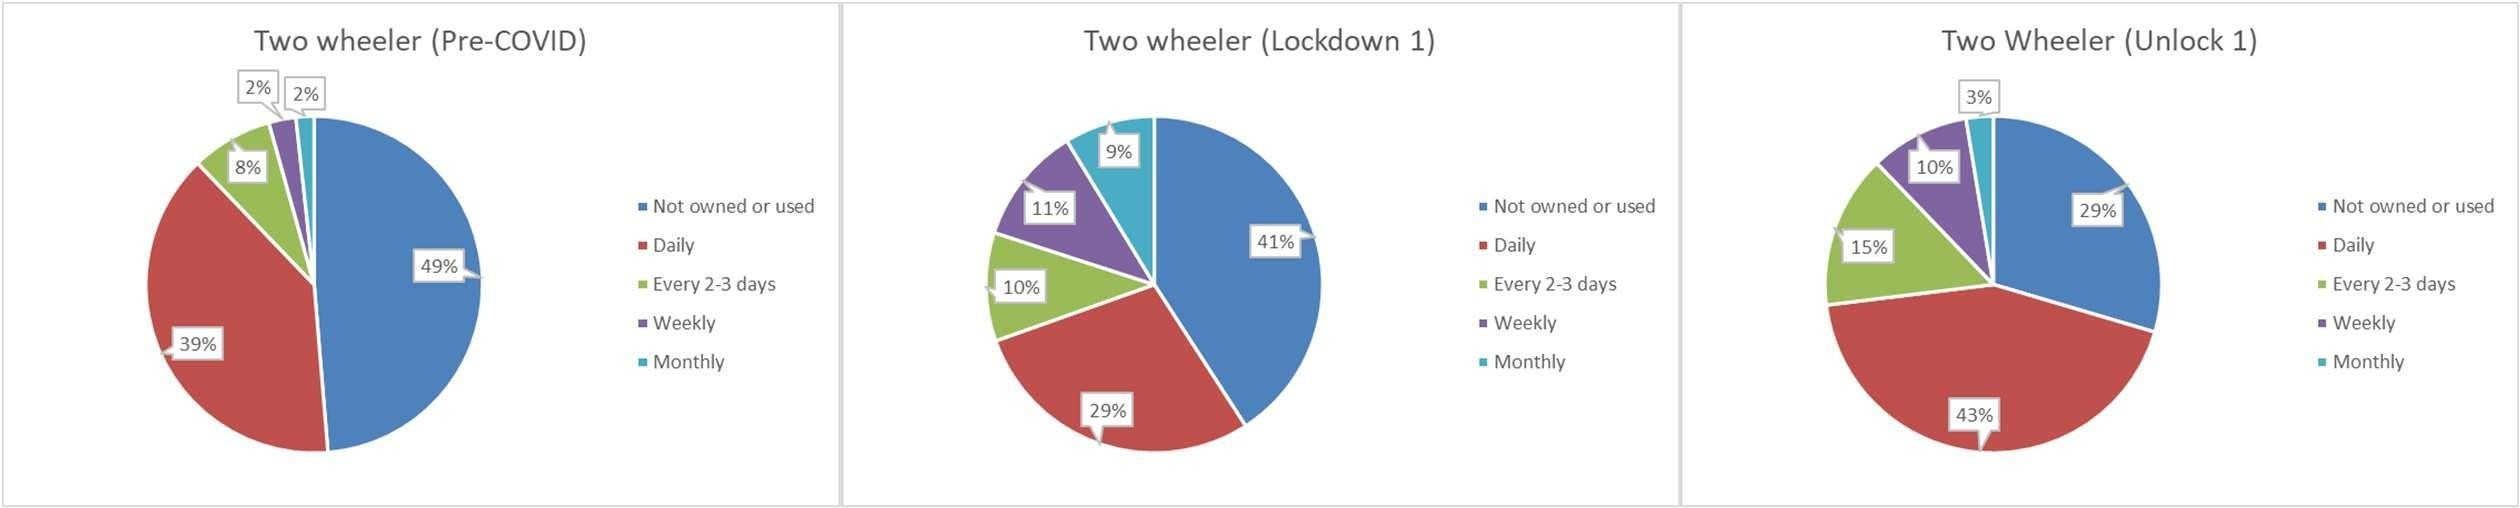 Two wheeler (Pre-COVID)
2%
2%
8%
49%
39%
Not owned or used
Daily
Every 2-3 days
Weekly
Monthly
Two wheeler (Lockdown 1)
9%
11%
41%
10%
29%
Not owned or used
Daily
Every 2-3 days
Weekly
Monthly
Two Wheeler (Unlock 1)
3%
10%
29%
15%
43%
Not owned or used
Daily
Every 2-3 days
Weekly
Monthly